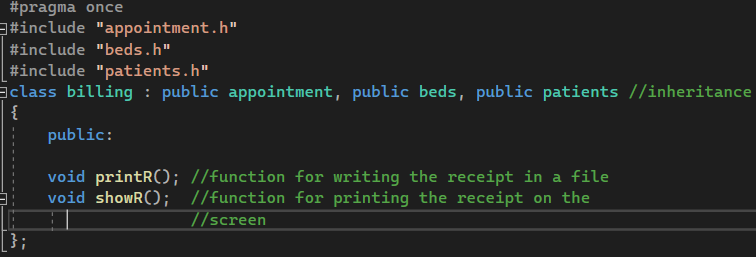 #pragma once
#include "appointment.h"
#include "beds.h"
#include "patients.h"
class billing : public appointment, public beds, public patients //inheritance
{
    public:
    void printR(); //function for writing the receipt in a file
    void showR();  //function for printing the receipt on the
                   //screen
};